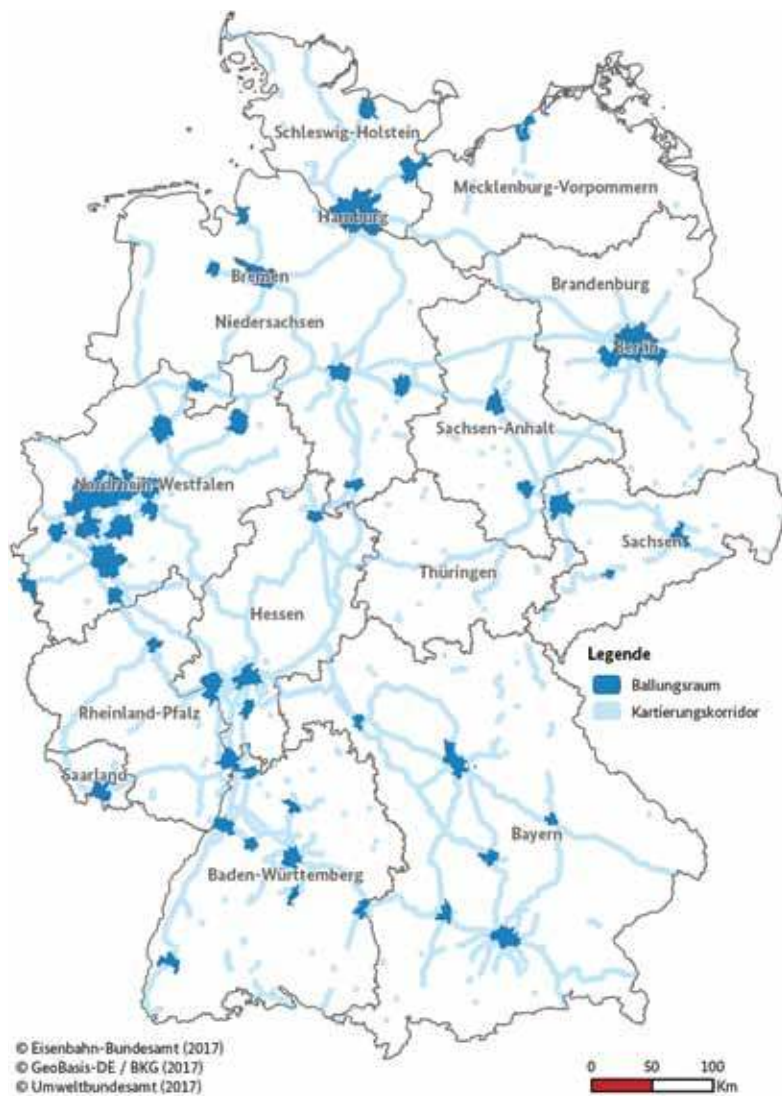 Schleswig-Holstein
Mecklenburg-Vorpommern
Hamburg
Bremen
Brandenburg
Niedersachsen
Berlin
Sachsen-Anhalt
Nordrhein-Westfalen
Sachsen
Thüringen
Hessen
Legende
Ballungsraum
Kartierungskorridor
Rheinland-Pfalz
Saarland
Bayern
Baden-Württemberg
© Eisenbahn-Bundesamt (2017)
© GeoBasis-DE / BKG (2017)
© Umweltbundesamt (2017)
0 50 100
Km